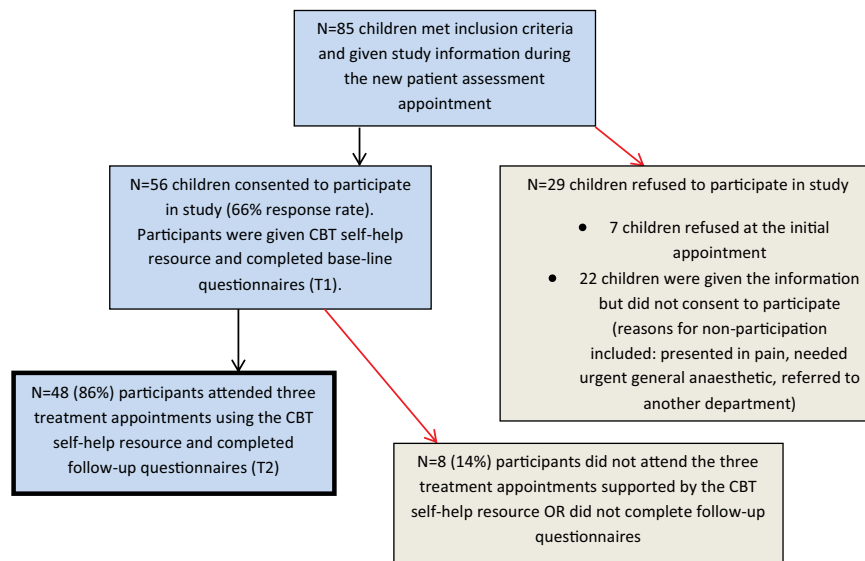 N=85 children met inclusion criteria
and given study information during
the new patient assessment
appointment
N=56 children consented to participate
in study (66% response rate).
Participants were given CBT self-help
resource and completed base-line
questionnaires (T1).
N=29 children refused to participate in study
● 7 children refused at the initial
appointment
● 22 children were given the information
but did not consent to participate
(reasons for non-participation
included: presented in pain, needed
urgent general anaesthetic, referred to
another department)
N=48 (86%) participants attended three
treatment appointments using the CBT
self-help resource and completed
follow-up questionnaires (T2)
N=8 (14%) participants did not attend the three
treatment appointments supported by the CBT
self-help resource OR did not complete follow-up
questionnaires